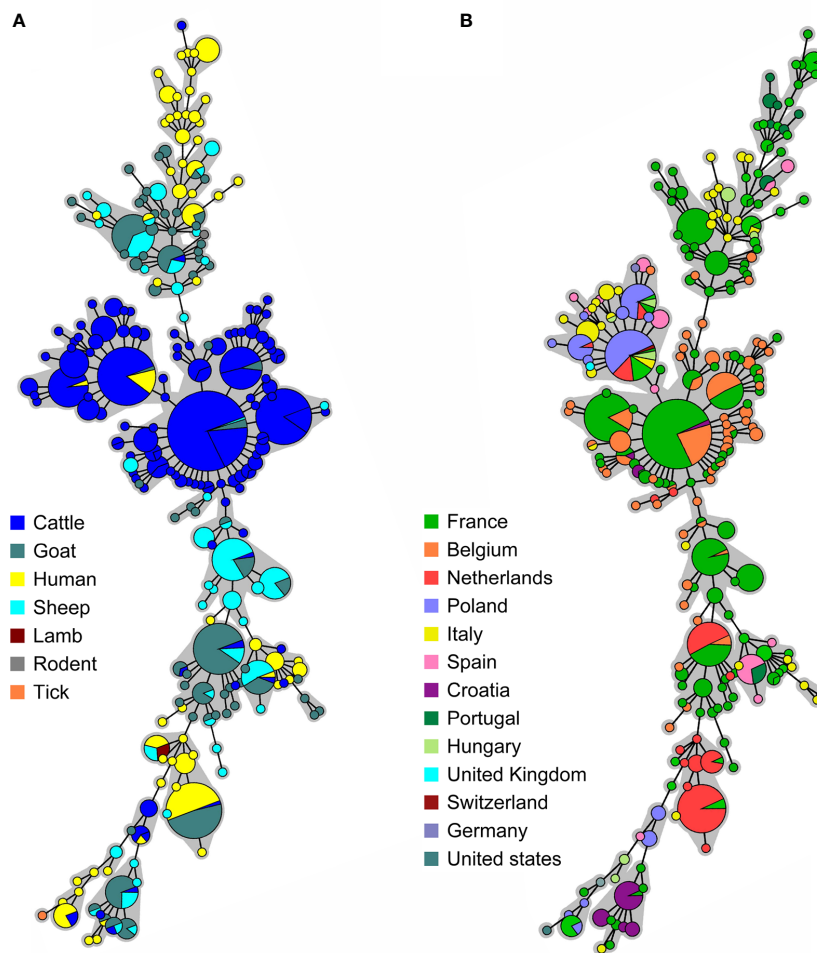 A
B
Cattle
Goat
Human
Sheep
Lamb
Rodent
Tick
France
Belgium
Netherlands
Poland
Italy
Spain
Croatia
Portugal
Hungary
United Kingdom
Switzerland
Germany
United states